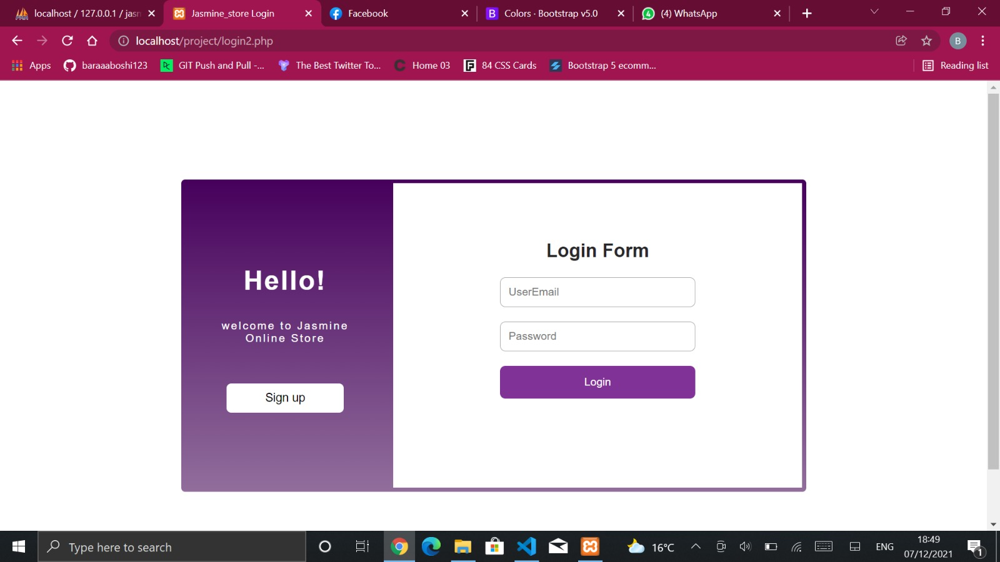 localhost / 127.0.0.1 / jasn
Jasmine_store Login
Facebook
Colors · Bootstrap v5.0
(4) WhatsApp
localhost/project/login2.php
B
Apps
baraaaboshi123
GIT Push and Pull -...
The Best Twitter To...
Home 03
84 CSS Cards
Bootstrap 5 ecomm...
Reading list
Hello!
welcome to Jasmine
Online Store
Sign up
Login Form
UserEmail
Password
Login
Type here to search
16°C
ENG
18:49
07/12/2021
1